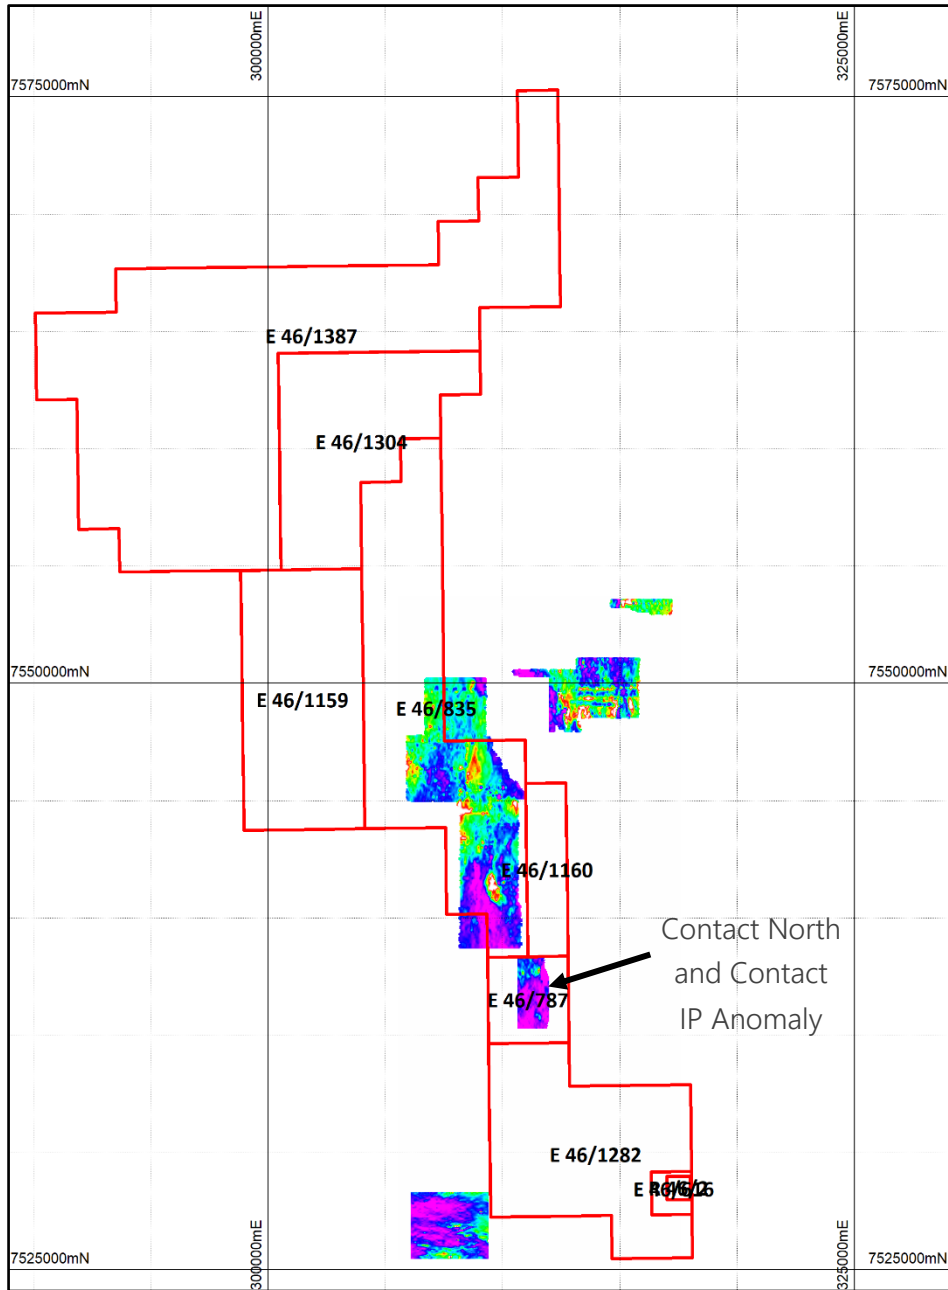 300000mE
325000mE
7575000mN
7575000mN
E 46/1387
E 46/1304
7550000mN
7550000mN
E 46/1159
E 46/835
E 46/1160
Contact North
and Contact
IP Anomaly
E 46/787
E 46/1282
300000mE
325000mE
7525000mN
7525000mN